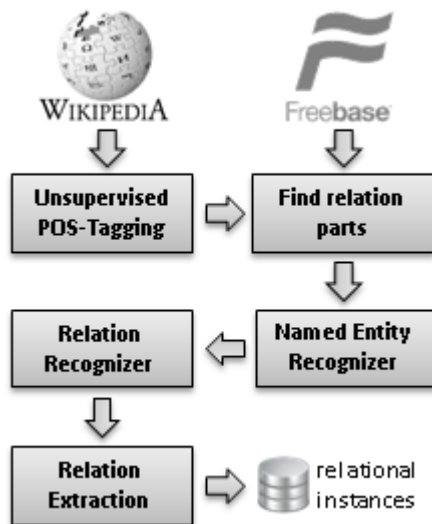 WIKIPEDIA
Freebase
Unsupervised
POS-Tagging
Find relation
parts
Relation
Recognizer
Named Entity
Recognizer
Relation
Extraction
relational
instances